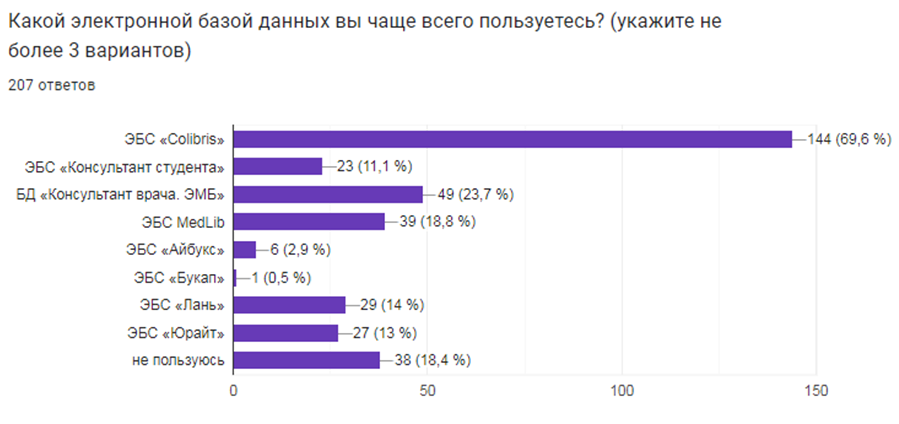 Какой электронной базой данных вы чаще всего пользуетесь? (укажите не
более 3 вариантов)
207 ответов
ЭБС «Colibris» 144 (69,6 %)
ЭБС «Консультант студента» 23 (11,1 %)
БД «Консультант врача. ЭМБ» 49 (23,7 %)
ЭБС MedLib 39 (18,8 %)
ЭБС «Айбукс» 6 (2,9 %)
ЭБС «Букап» 1 (0,5 %)
ЭБС «Лань» 29 (14 %)
ЭБС «Юрайт» 27 (13 %)
не пользуюсь 38 (18,4 %)
0 50 100 150